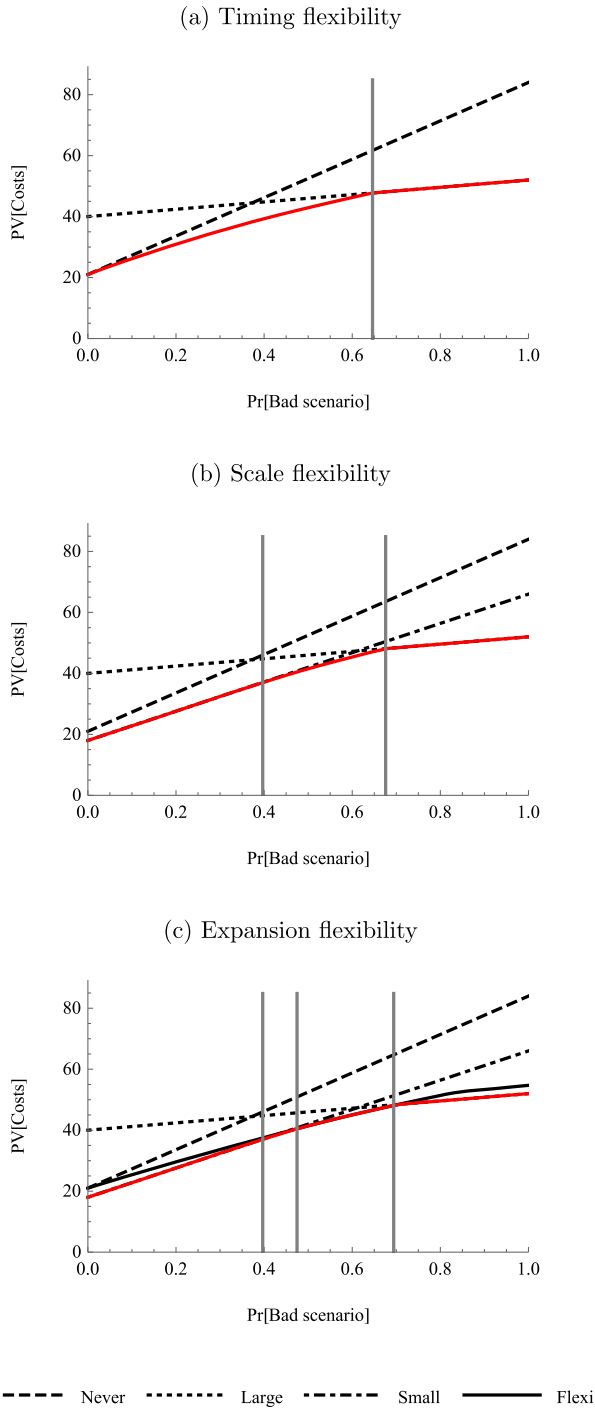 (a) Timing flexibility
PV[Costs]
80
60
40
20
0
0.0 0.2 0.4 0.6 0.8 1.0
Pr[Bad scenario]
(b) Scale flexibility
PV[Costs]
80
60
40
20
0
0.0 0.2 0.4 0.6 0.8 1.0
Pr[Bad scenario]
(c) Expansion flexibility
PV[Costs]
80
60
40
20
0
0.0 0.2 0.4 0.6 0.8 1.0
Pr[Bad scenario]
Never Large Small Flexi